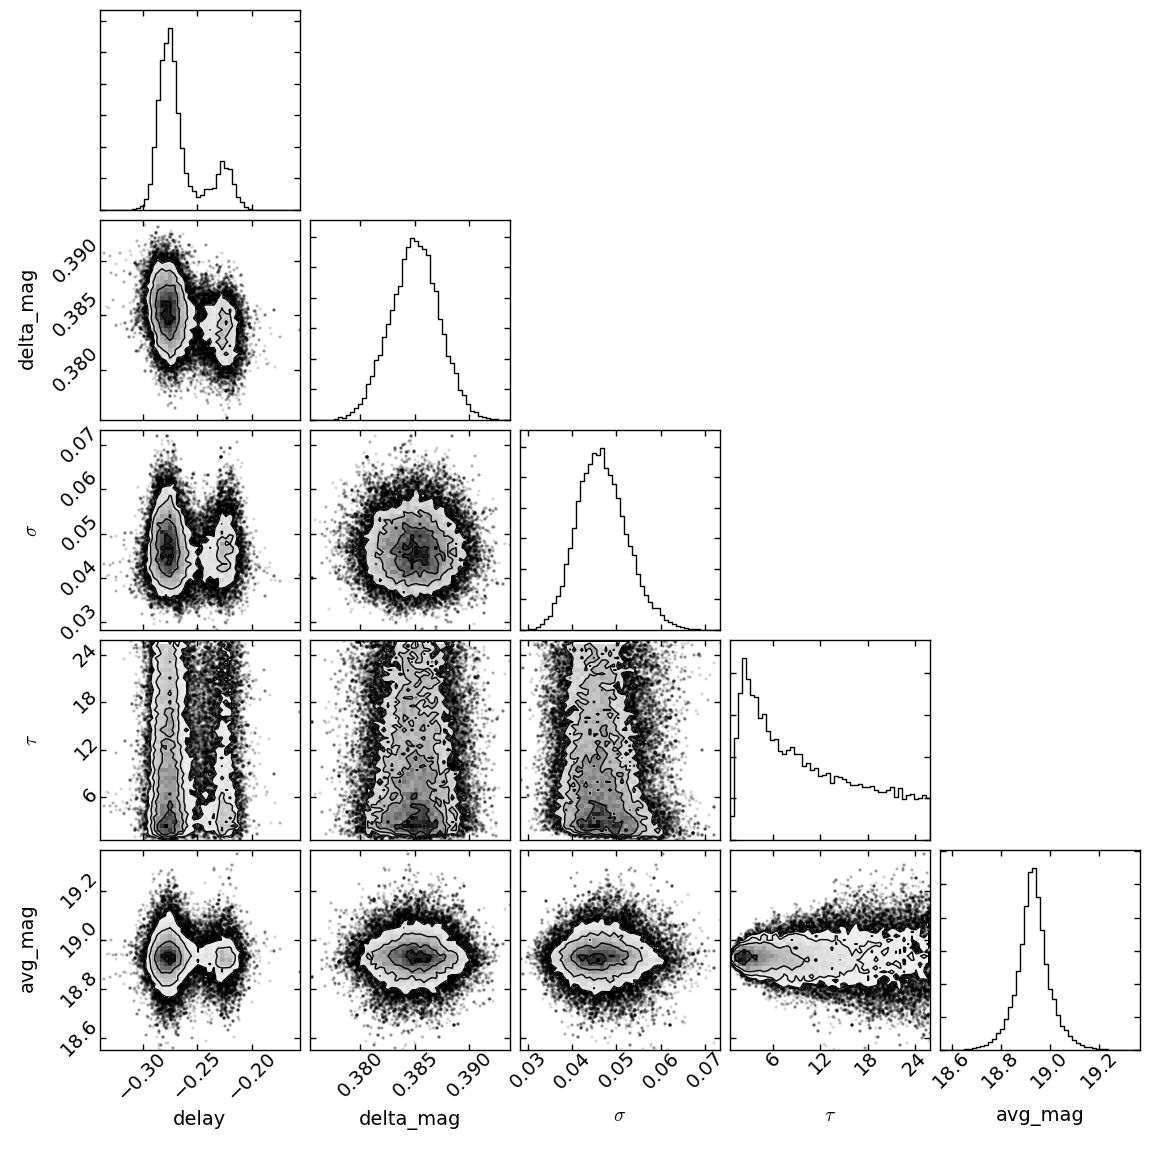 0.390
0.385
0.380
delta_mag
0.07
0.06
0.05
0.04
0.03
σ
24
18
12
6
τ
19.2
19.0
18.8
18.6
avg_mag
−0.30 −0.25 −0.20
delay
0.380 0.385 0.390
delta_mag
0.03 0.04 0.05 0.06 0.07
σ
6 12 18 24
τ
18.6 18.8 19.0 19.2
avg_mag